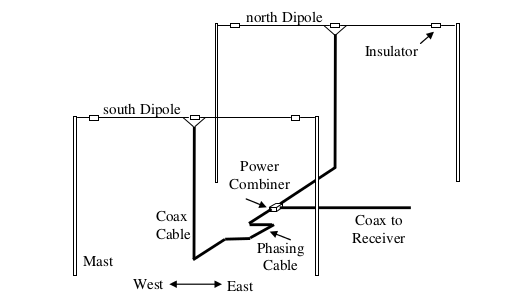 north Dipole
Insulator
south Dipole
Power
Combiner
Coax
Cable
Coax to
Receiver
Phasing
Cable
Mast
West
East